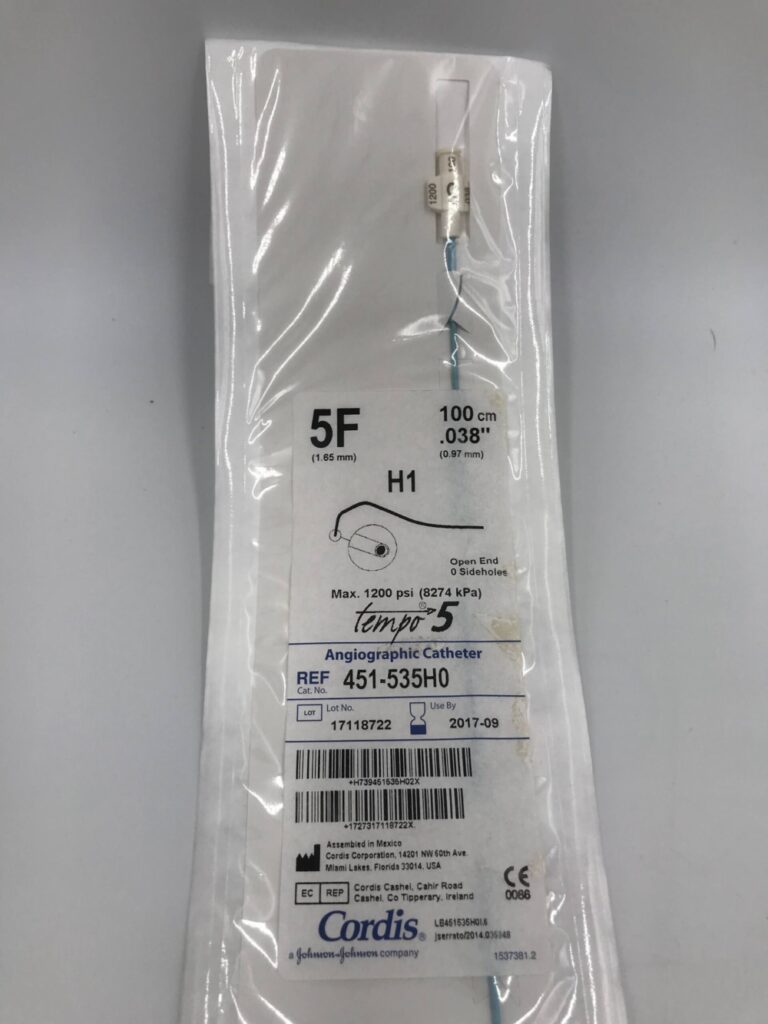 1200
5F
(1.65 mm)
100 cm
.038"
(0.97 mm)
H1
Open End
0 Sideholes
Max. 1200 psi (8274 kPa)
tempo® 5
Angiographic Catheter
REF 451-535H0
Cat. No.
LOT Lot No.
17118722
Use By
2017-09
+H739451535H02X
+1727317118722X.
Assembled in Mexico
Cordis Corporation, 14201 NW 60th Ave.
Miami Lakes, Florida 33014, USA
EC REP Cordis Cashel, Cahir Road
Cashel, Co Tipperary, Ireland
CE
0086
Cordis®
a Johnson&Johnson company
1537381.2